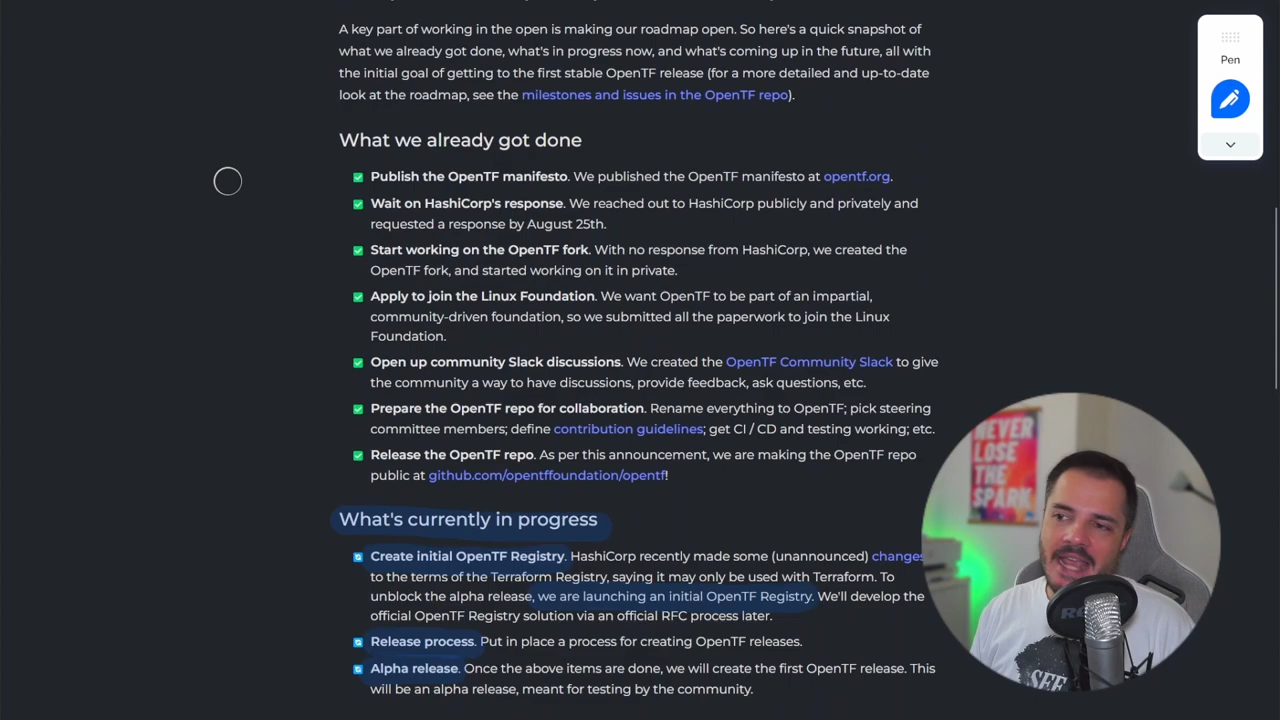 A key part of working in the open is making our roadmap open. So here's a quick snapshot of
what we already got done, what's in progress now, and what's coming up in the future, all with
the initial goal of getting to the first stable OpenTF release (for a more detailed and up-to-date
look at the roadmap, see the milestones and issues in the OpenTF repo).
Pen
What we already got done
Publish the OpenTF manifesto. We published the OpenTF manifesto at opentf.org.
Wait on HashiCorp's response. We reached out to HashiCorp publicly and privately and
requested a response by August 25th.
Start working on the OpenTF fork. With no response from HashiCorp, we created the
OpenTF fork, and started working on it in private.
Apply to join the Linux Foundation. We want OpenTF to be part of an impartial,
community-driven foundation, so we submitted all the paperwork to join the Linux
Foundation.
Open up community Slack discussions. We created the OpenTF Community Slack to give
the community a way to have discussions, provide feedback, ask questions, etc.
Prepare the OpenTF repo for collaboration. Rename everything to OpenTF; pick steering
committee members; define contribution guidelines; get CI / CD and testing working; etc.
Release the OpenTF repo. As per this announcement, we are making the OpenTF repo
public at github.com/opentffoundation/opentf!
What's currently in progress
Create initial OpenTF Registry. HashiCorp recently made some (unannounced) changes
to the terms of the Terraform Registry, saying it may only be used with Terraform. To
unblock the alpha release, we are launching an initial OpenTF Registry. We'll develop the
official OpenTF Registry solution via an official RFC process later.
Release process. Put in place a process for creating OpenTF releases.
Alpha release. Once the above items are done, we will create the first OpenTF release. This
will be an alpha release, meant for testing by the community.
NEVER
LOSE
THE
SPARK
SEE